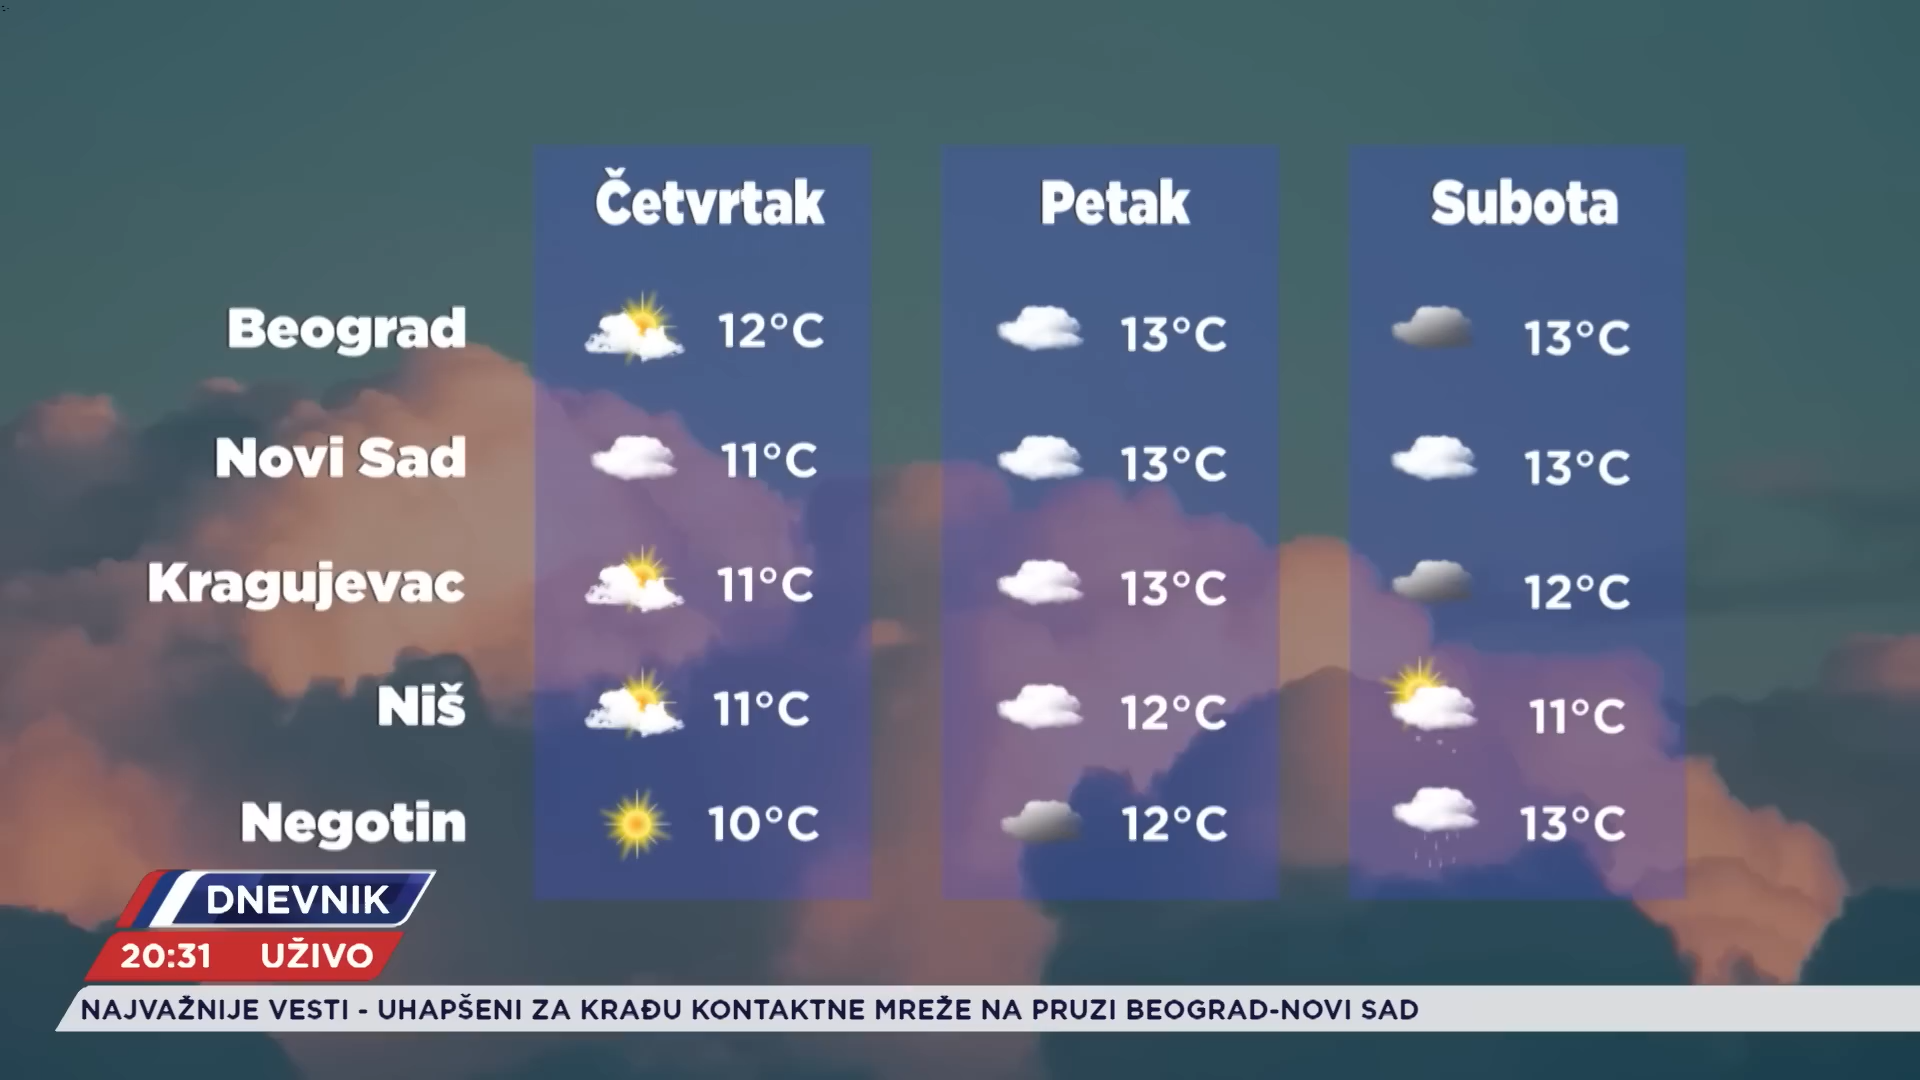 Četvrtak Petak Subota
Beograd 12°C 13°C 13°C
Novi Sad 11°C 13°C 13°C
Kragujevac 11°C 13°C 12°C
Niš 11°C 12°C 11°C
Negotin 10°C 12°C 13°C
DNEVNIK
20:31 UŽIVO
NAJVAŽNIJE VESTI - UHAPŠENI ZA KRAĐU KONTAKTNE MREŽE NA PRUZI BEOGRAD-NOVI SAD